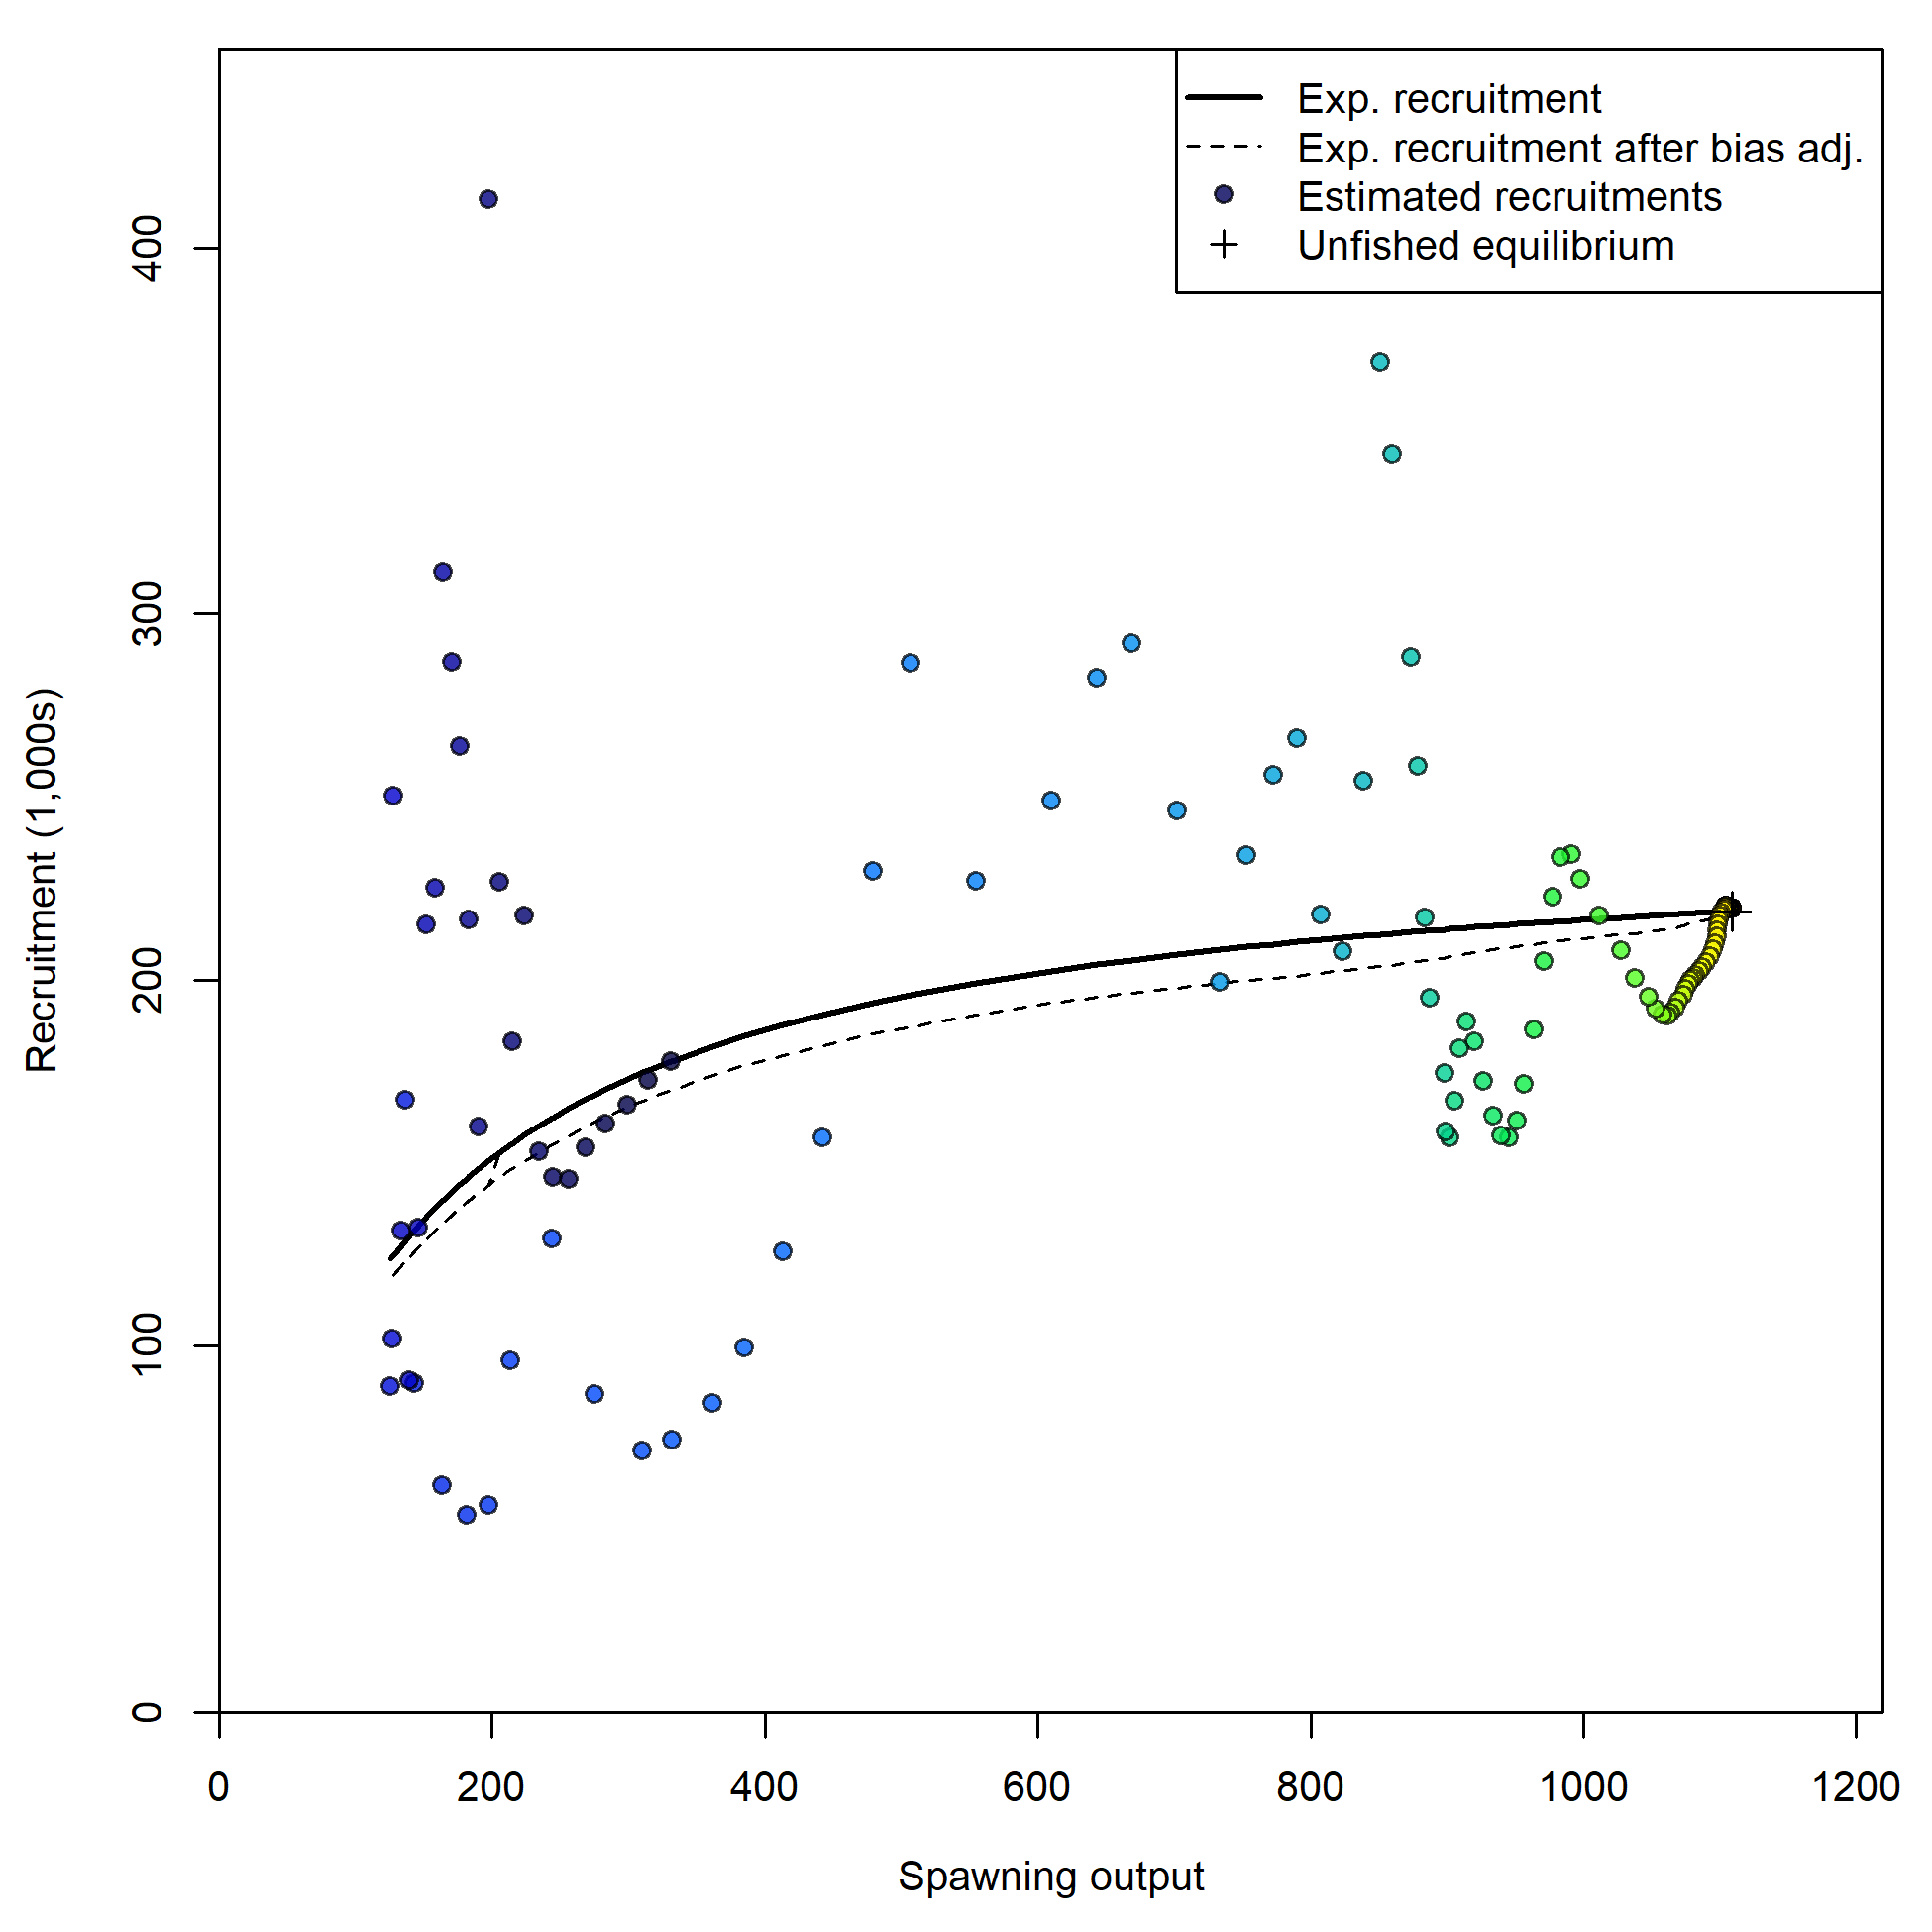 Exp. recruitment
Exp. recruitment after bias adj.
Estimated recruitments
Unfished equilibrium
400
300
200
100
0
Recruitment (1,000s)
0 200 400 600 800 1000 1200
Spawning output